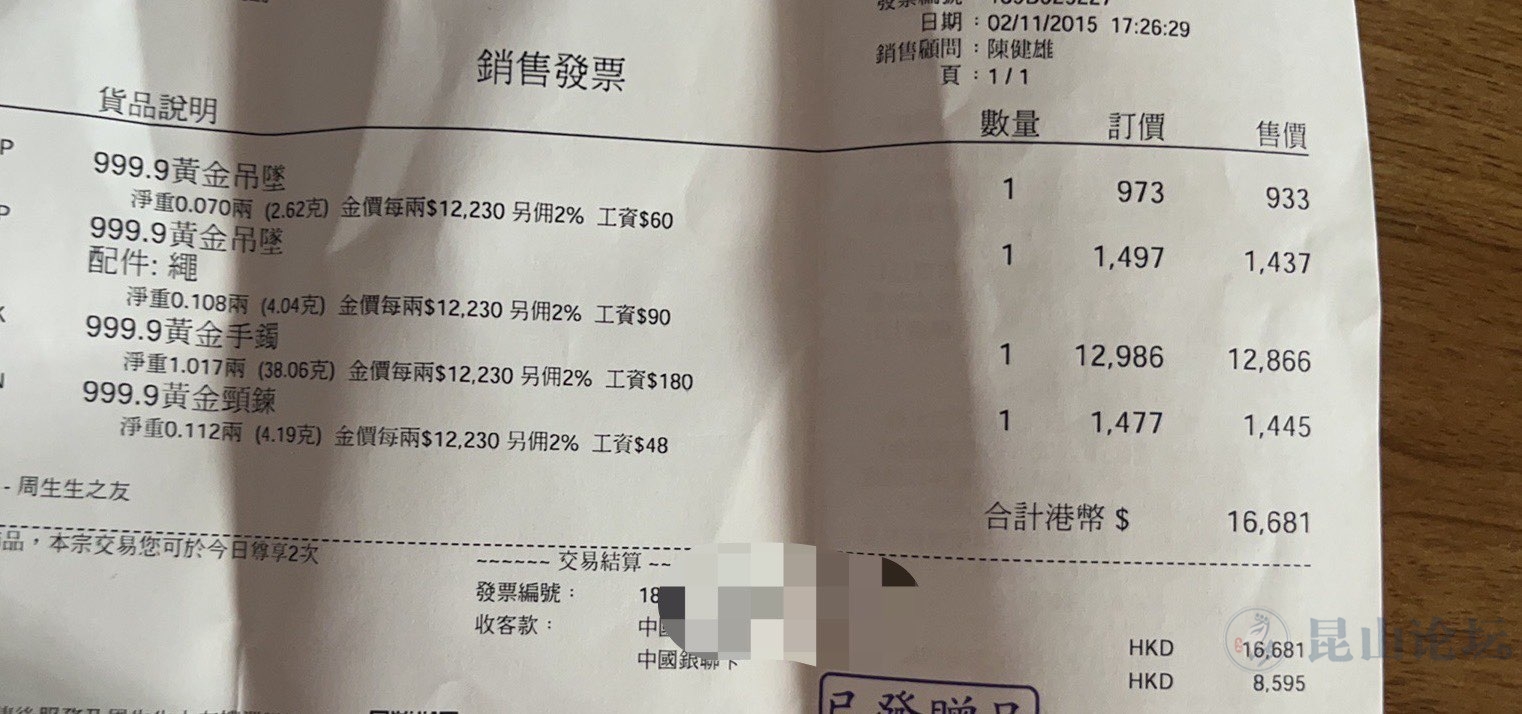 日期：02/11/2015 17:26:29
銷售顧問：陳健雄
頁：1/1
銷售發票
貨品說明 數量 訂價 售價
P 999.9黃金吊墜 1 973 933
淨重0.070兩 (2.62克) 金價每兩$12,230 另佣2% 工資$60
P 999.9黃金吊墜 1 1,497 1,437
配件: 繩
淨重0.108兩 (4.04克) 金價每兩$12,230 另佣2% 工資$90
999.9黃金手鐲 1 12,986 12,866
淨重1.017兩 (38.06克) 金價每兩$12,230 另佣2% 工資$180
999.9黃金頸鍊 1 1,477 1,445
淨重0.112兩 (4.19克) 金價每兩$12,230 另佣2% 工資$48
- 周生生之友
合計港幣 $ 16,681
品，本宗交易您可於今日尊享2次
~~~~~~ 交易結算 ~~
發票編號： 18
收客款： 中 HKD 16,681
中國銀聯卡 HKD 8,595
已發贈品
昆山论坛